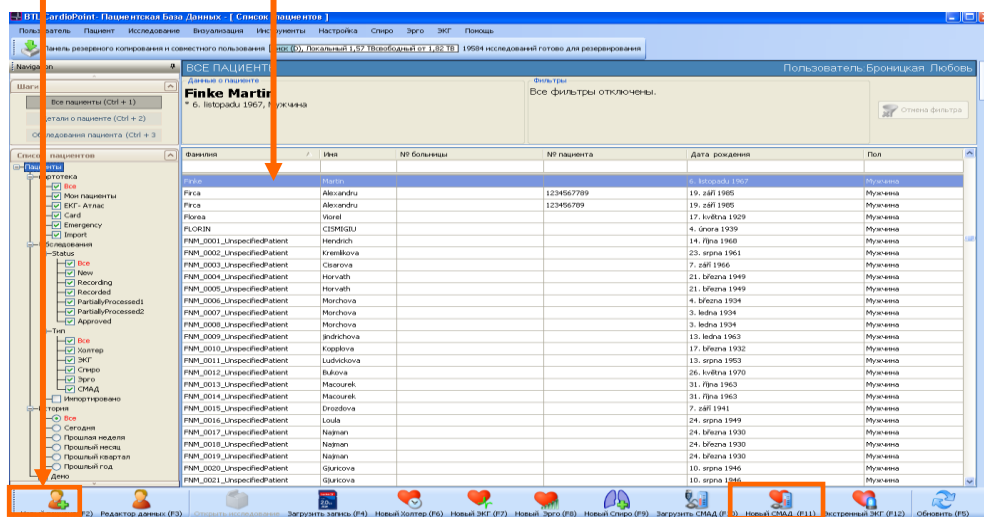 BTL CardioPoint- Пациентская База Данных - [ Список пациентов ]
Пользователь Пациент Исследование Визуализация Инструменты Настройка Спиро Эрго ЭКГ Помощь
Панель резервного копирования и совместного пользования Диск (D), Локальный 1,57 ТВсвободный от 1,82 ТВ 19584 исследований готово для резервирования
Navigation
ВСЕ ПАЦИЕНТЫ
Пользователь:Броницкая Любовь
Шаги
Все пациенты (Ctrl + 1)
Детали о пациенте (Ctrl + 2)
Обследования пациента (Ctrl + 3
Данные о пациенте
Finke Martin
* 6. listopadu 1967, Мужчина
Фильтры
Все фильтры отключены.
Отмена фильтра
Список пациентов
Пациенты
Картотека
Все
Мои пациенты
ЕКГ- Атлас
Card
Emergency
Import
Обследования
Status
Все
New
Recording
Recorded
PartiallyProcessed1
PartiallyProcessed2
Approved
Тип
Все
Холтер
ЭКГ
Спиро
Эрго
СМАД
Импортировано
История
Все
Сегодня
Прошлая неделя
Прошлый месяц
Прошлый квартал
Прошлый год
Демо
Фамилия / Имя № больницы № пациента Дата рождения Пол
Finke Martin 6. listopadu 1967 Мужчина
Firca Alexandru 1234567789 19. září 1985 Мужчина
Firca Alexandru 123456789 19. září 1985 Мужчина
Florea Viorel 17. května 1929 Мужчина
FLORIN CISMIGIU 4. února 1939 Мужчина
FNM_0001_UnspecifiedPatient Hendrich 14. října 1968 Мужчина
FNM_0002_UnspecifiedPatient Kremlikova 23. srpna 1961 Мужчина
FNM_0003_UnspecifiedPatient Cisarova 7. září 1966 Мужчина
FNM_0004_UnspecifiedPatient Horvath 21. března 1949 Мужчина
FNM_0005_UnspecifiedPatient Horvath 21. března 1949 Мужчина
FNM_0006_UnspecifiedPatient Morchova 4. března 1934 Мужчина
FNM_0007_UnspecifiedPatient Morchova 3. ledna 1934 Мужчина
FNM_0008_UnspecifiedPatient Morchova 3. ledna 1934 Мужчина
FNM_0009_UnspecifiedPatient Jindrichova 13. ledna 1963 Мужчина
FNM_0010_UnspecifiedPatient Kopplova 17. března 1932 Мужчина
FNM_0011_UnspecifiedPatient Ludvickova 13. srpna 1953 Мужчина
FNM_0012_UnspecifiedPatient Bukova 26. května 1970 Мужчина
FNM_0013_UnspecifiedPatient Macourek 31. října 1963 Мужчина
FNM_0014_UnspecifiedPatient Macourek 31. října 1963 Мужчина
FNM_0015_UnspecifiedPatient Drozdova 7. září 1941 Мужчина
FNM_0016_UnspecifiedPatient Loula 24. srpna 1949 Мужчина
FNM_0017_UnspecifiedPatient Najman 24. března 1930 Мужчина
FNM_0018_UnspecifiedPatient Najman 24. března 1930 Мужчина
FNM_0019_UnspecifiedPatient Najman 24. března 1930 Мужчина
FNM_0020_UnspecifiedPatient Gjuricova 10. srpna 1946 Мужчина
FNM_0021_UnspecifiedPatient Gjuricova 10. srpna 1946 Мужчина
(F2) Редактор данных (F3) Открыть исследование Загрузить запись (F4) Новый Холтер (F6) Новый ЭКГ (F7) Новый Эрго (F8) Новый Спиро (F9) Загрузить СМАД (F10) Новый СМАД (F11) Экстренный ЭКГ (F12) Обновить (F5)